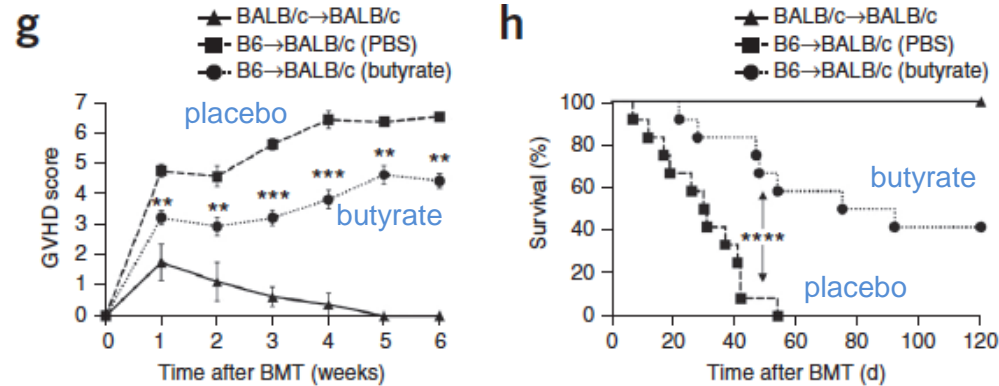 g
BALB/c→BALB/c
B6→BALB/c (PBS)
B6→BALB/c (butyrate)
GVHD score
7
6
5
4
3
2
1
0
placebo
butyrate
**
**
***
***
**
**
0 1 2 3 4 5 6
Time after BMT (weeks)
h
BALB/c→BALB/c
B6→BALB/c (PBS)
B6→BALB/c (butyrate)
Survival (%)
100
80
60
40
20
0
butyrate
****
placebo
0 20 40 60 80 100 120
Time after BMT (d)